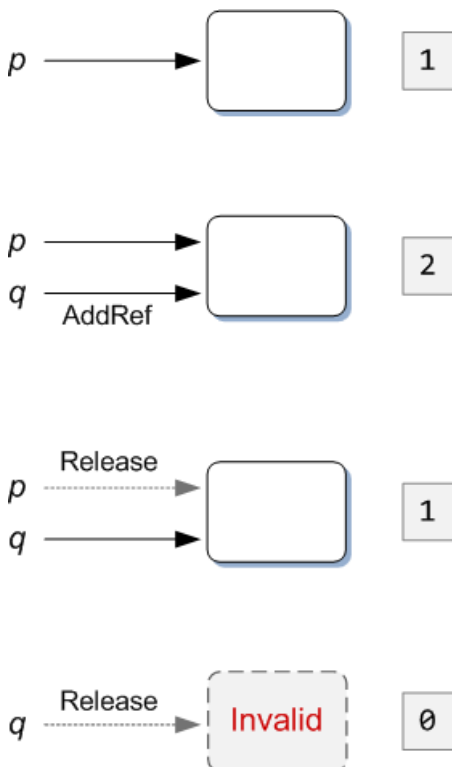 p 1
p 2
q
AddRef
Release
p 1
q
Release
q Invalid 0